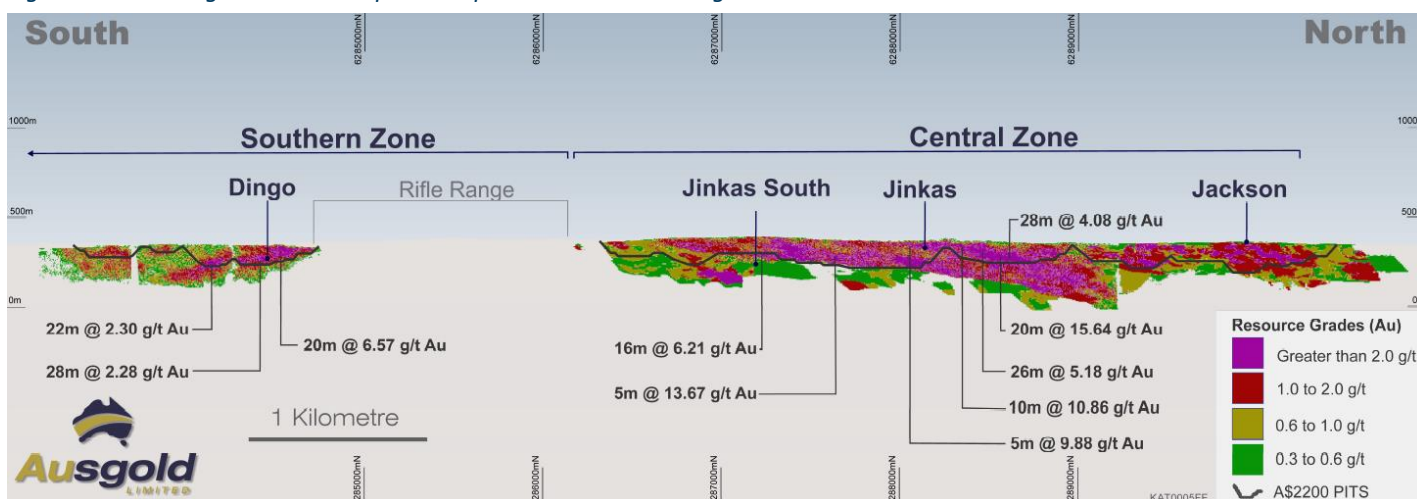 South
North
6285000mN
6286000mN
6287000mN
6288000mN
6289000mN
1000m
Southern Zone
Central Zone
Dingo
Rifle Range
Jinkas South
Jinkas
Jackson
500m
500
28m @ 4.08 g/t Au
0m
0
22m @ 2.30 g/t Au
20m @ 6.57 g/t Au
28m @ 2.28 g/t Au
16m @ 6.21 g/t Au
5m @ 13.67 g/t Au
20m @ 15.64 g/t Au
26m @ 5.18 g/t Au
10m @ 10.86 g/t Au
5m @ 9.88 g/t Au
Resource Grades (Au)
Greater than 2.0 g/t
1.0 to 2.0 g/t
0.6 to 1.0 g/t
0.3 to 0.6 g/t
A$2200 PITS
1 Kilometre
Ausgold
LIMITED
6287000mN
6288000mN
6289000mN